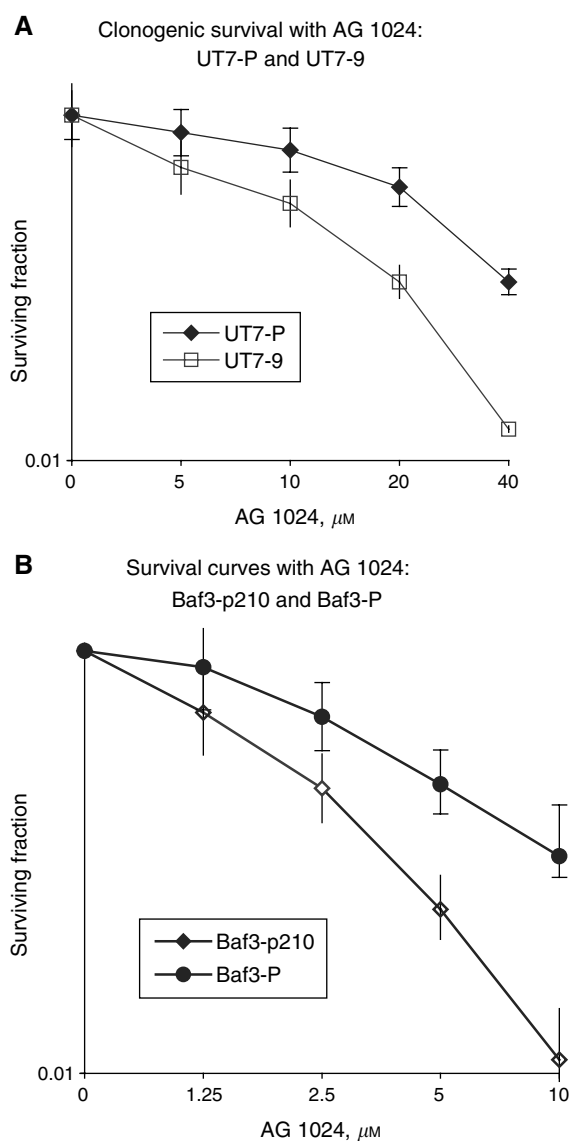 A
Clonogenic survival with AG 1024:
UT7-P and UT7-9
Surviving fraction
UT7-P
UT7-9
0.01
0 5 10 20 40
AG 1024, μM
B
Survival curves with AG 1024:
Baf3-p210 and Baf3-P
Surviving fraction
Baf3-p210
Baf3-P
0.01
0 1.25 2.5 5 10
AG 1024, μM